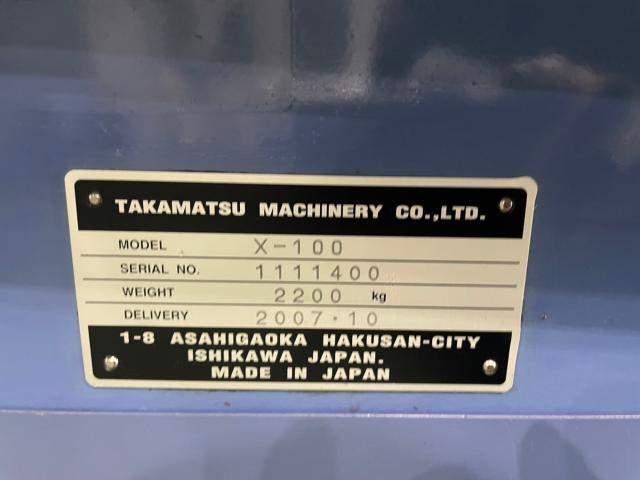 TAKAMATSU MACHINERY CO.,LTD.
MODEL X-100
SERIAL NO. 1111400
WEIGHT 2200 kg
DELIVERY 2007·10
1-8 ASAHIGAOKA HAKUSAN-CITY
ISHIKAWA JAPAN.
MADE IN JAPAN